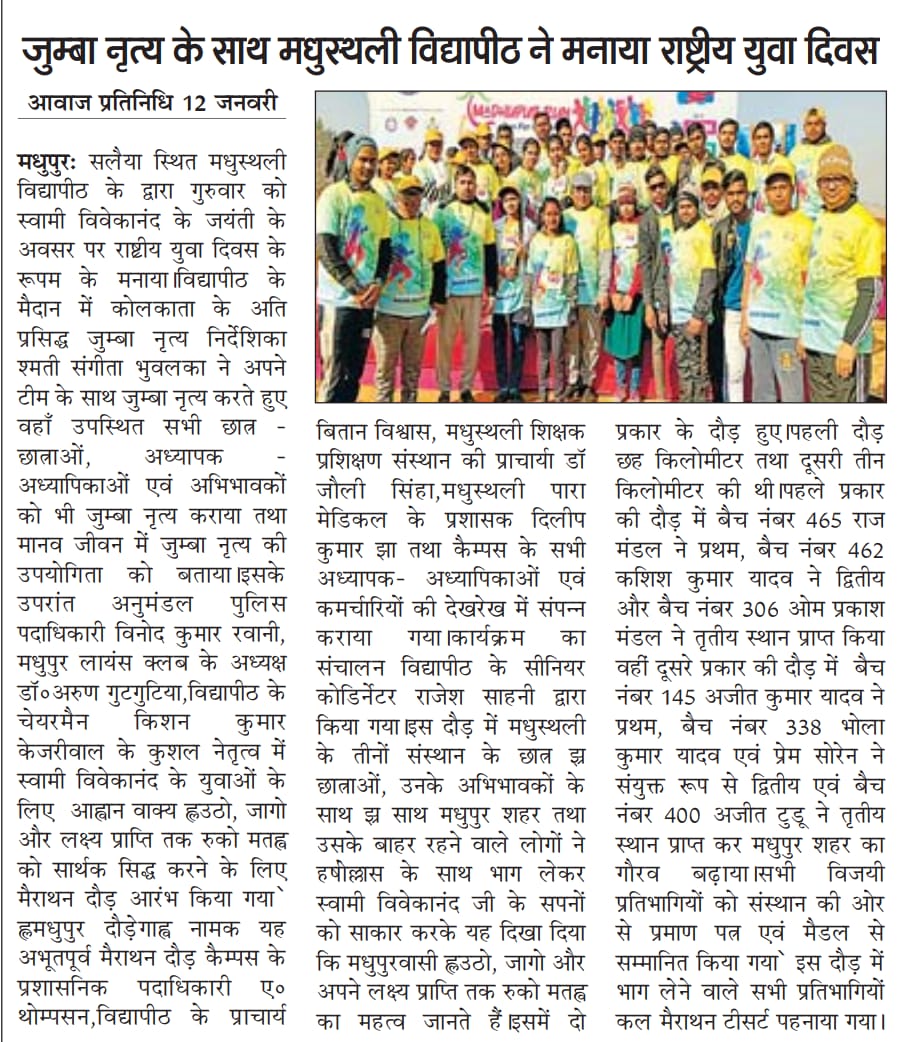 जुम्बा नृत्य के साथ मधुस्थली विद्यापीठ ने मनाया राष्ट्रीय युवा दिवस
आवाज प्रतिनिधि 12 जनवरी
मधुपुरः सलैया स्थित मधुस्थली
विद्यापीठ के द्वारा गुरुवार को
स्वामी विवेकानंद के जयंती के
अवसर पर राष्ट्रीय युवा दिवस के
रूपम के मनाया।विद्यापीठ के
मैदान में कोलकाता के अति
प्रसिद्ध जुम्बा नृत्य निर्देशिका
श्मती संगीता भुवलका ने अपने
टीम के साथ जुम्बा नृत्य करते हुए
वहाँ उपस्थित सभी छात्र -
छात्राओं, अध्यापक -
अध्यापिकाओं एवं अभिभावकों
को भी जुम्बा नृत्य कराया तथा
मानव जीवन में जुम्बा नृत्य की
उपयोगिता को बताया।इसके
उपरांत अनुमंडल पुलिस
पदाधिकारी विनोद कुमार रवानी,
मधुपुर लायंस क्लब के अध्यक्ष
डॉ०अरुण गुटगुटिया,विद्यापीठ के
चेयरमैन किशन कुमार
केजरीवाल के कुशल नेतृत्व में
स्वामी विवेकानंद के युवाओं के
लिए आह्वान वाक्य ह्लउठो, जागो
और लक्ष्य प्राप्ति तक रुको मतह्व
को सार्थक सिद्ध करने के लिए
मैराथन दौड़ आरंभ किया गया`
ह्लमधुपुर दौड़ेगाह्व नामक यह
अभूतपूर्व मैराथन दौड़ कैम्पस के
प्रशासनिक पदाधिकारी ए०
थोम्पसन,विद्यापीठ के प्राचार्य
MADHUPUR RUN
बितान विश्वास, मधुस्थली शिक्षक
प्रशिक्षण संस्थान की प्राचार्या डॉ
जौली सिंहा,मधुस्थली पारा
मेडिकल के प्रशासक दिलीप
कुमार झा तथा कैम्पस के सभी
अध्यापक- अध्यापिकाओं एवं
कमर्चारियों की देखरेख में संपन्न
कराया गया।कार्यक्रम का
संचालन विद्यापीठ के सीनियर
कोडिर्नेटर राजेश साहनी द्वारा
किया गया।इस दौड़ में मधुस्थली
के तीनों संस्थान के छात्र झ्र
छात्राओं, उनके अभिभावकों के
साथ झ्र साथ मधुपुर शहर तथा
उसके बाहर रहने वाले लोगों ने
हर्षोल्लास के साथ भाग लेकर
स्वामी विवेकानंद जी के सपनों
को साकार करके यह दिखा दिया
कि मधुपुरवासी ह्लउठो, जागो और
अपने लक्ष्य प्राप्ति तक रुको मतह्व
का महत्व जानते हैं।इसमें दो
प्रकार के दौड़ हुए।पहली दौड़
छह किलोमीटर तथा दूसरी तीन
किलोमीटर की थी।पहले प्रकार
की दौड़ में बैच नंबर 465 राज
मंडल ने प्रथम, बैच नंबर 462
कशिश कुमार यादव ने द्वितीय
और बैच नंबर 306 ओम प्रकाश
मंडल ने तृतीय स्थान प्राप्त किया
वहीं दूसरे प्रकार की दौड़ में बैच
नंबर 145 अजीत कुमार यादव ने
प्रथम, बैच नंबर 338 भोला
कुमार यादव एवं प्रेम सोरेन ने
संयुक्त रूप से द्वितीय एवं बैच
नंबर 400 अजीत टुडू ने तृतीय
स्थान प्राप्त कर मधुपुर शहर का
गौरव बढ़ाया।सभी विजयी
प्रतिभागियों को संस्थान की ओर
से प्रमाण पत्र एवं मैडल से
सम्मानित किया गया` इस दौड़ में
भाग लेने वाले सभी प्रतिभागियों
कल मैराथन टीसर्ट पहनाया गया।